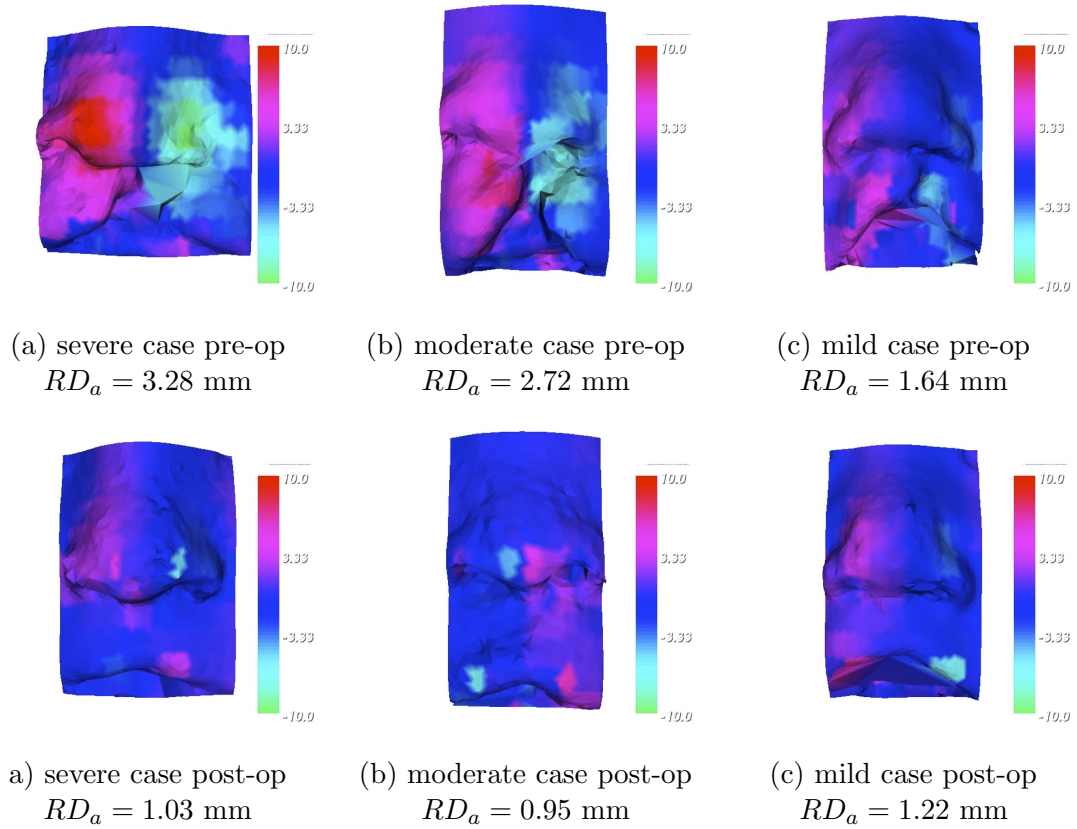 10.0
3.33
-3.33
-10.0
10.0
3.33
-3.33
-10.0
10.0
3.33
-3.33
-10.0
(a) severe case pre-op
RD_a = 3.28 mm
(b) moderate case pre-op
RD_a = 2.72 mm
(c) mild case pre-op
RD_a = 1.64 mm
10.0
3.33
-3.33
-10.0
10.0
3.33
-3.33
-10.0
10.0
3.33
-3.33
-10.0
a) severe case post-op
RD_a = 1.03 mm
(b) moderate case post-op
RD_a = 0.95 mm
(c) mild case post-op
RD_a = 1.22 mm